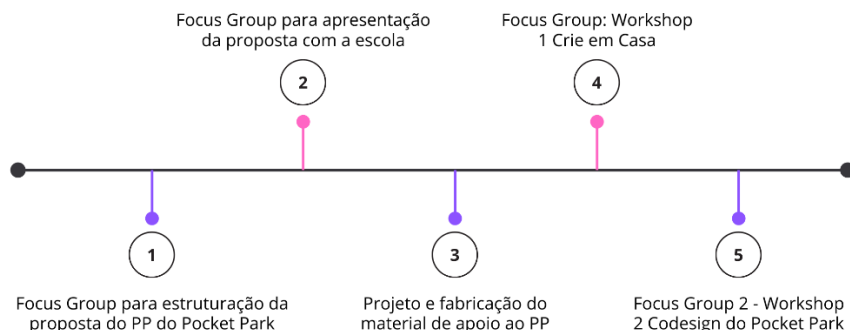 Focus Group para apresentação
da proposta com a escola
2
Focus Group: Workshop
1 Crie em Casa
4
1
Focus Group para estruturação da
proposta do PP do Pocket Park
3
Projeto e fabricação do
material de apoio ao PP
5
Focus Group 2 - Workshop
2 Codesign do Pocket Park